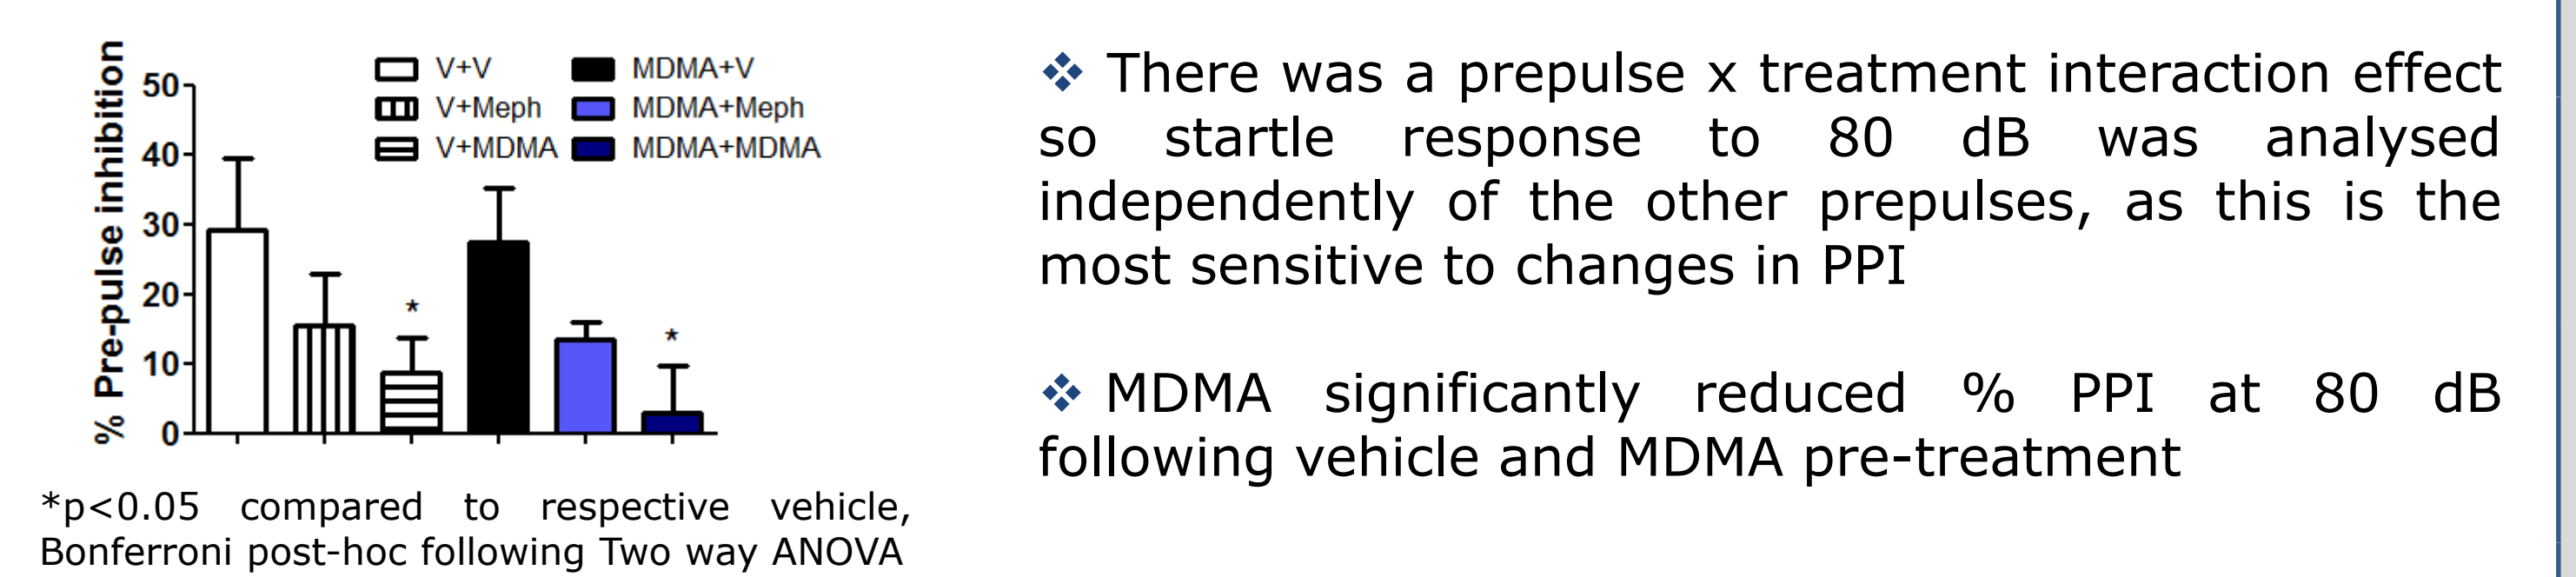 % Pre-pulse inhibition
50
40
30
20
10
0
V+V
V+Meph
V+MDMA
MDMA+V
MDMA+Meph
MDMA+MDMA
*
*
*p<0.05 compared to respective vehicle,
Bonferroni post-hoc following Two way ANOVA
❖ There was a prepulse x treatment interaction effect
so startle response to 80 dB was analysed
independently of the other prepulses, as this is the
most sensitive to changes in PPI
❖ MDMA significantly reduced % PPI at 80 dB
following vehicle and MDMA pre-treatment